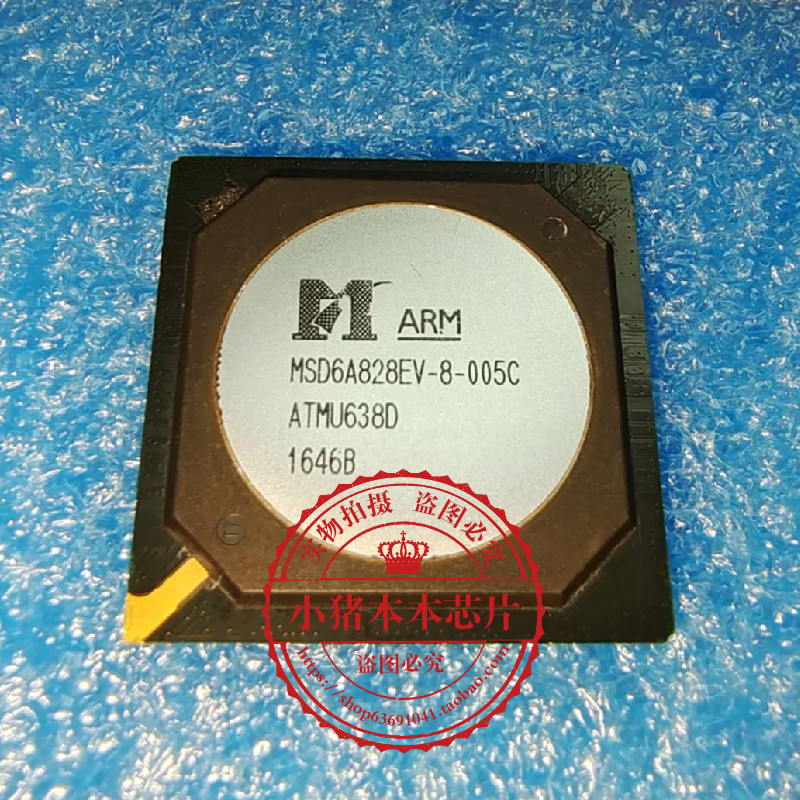 ARM
MSD6A828EV-8-005C
ATMU638D
1646B
实物拍摄 盗图必究
小猪本本芯片
盗图必究
https://shop63691041.taobao.com